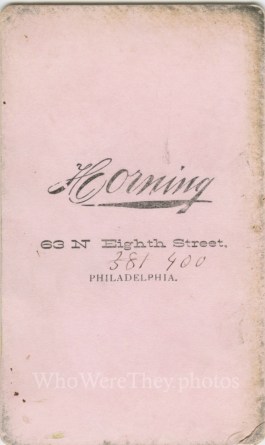 Horning
63 N Eighth Street.
381 400
PHILADELPHIA.
WhoWereThey photos